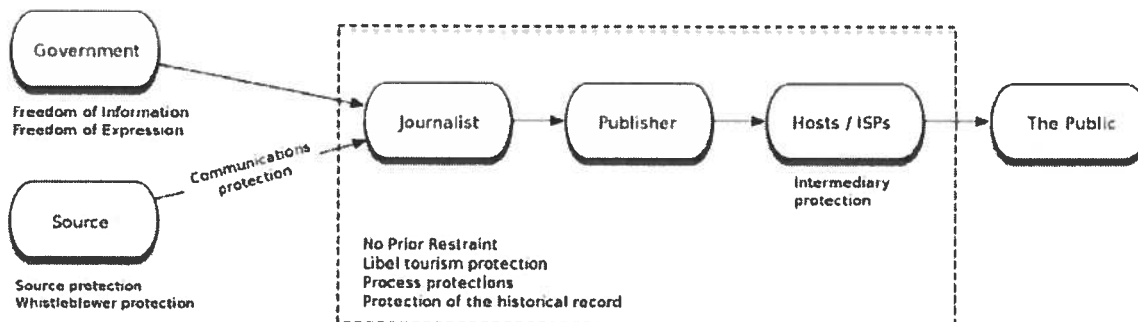 Government
Freedom of Information
Freedom of Expression
Communications
protection
Source
Source protection
Whistleblower protection
Journalist
Publisher
Hosts / ISPs
Intermediary
protection
The Public
No Prior Restraint
Libel tourism protection
Process protections
Protection of the historical record